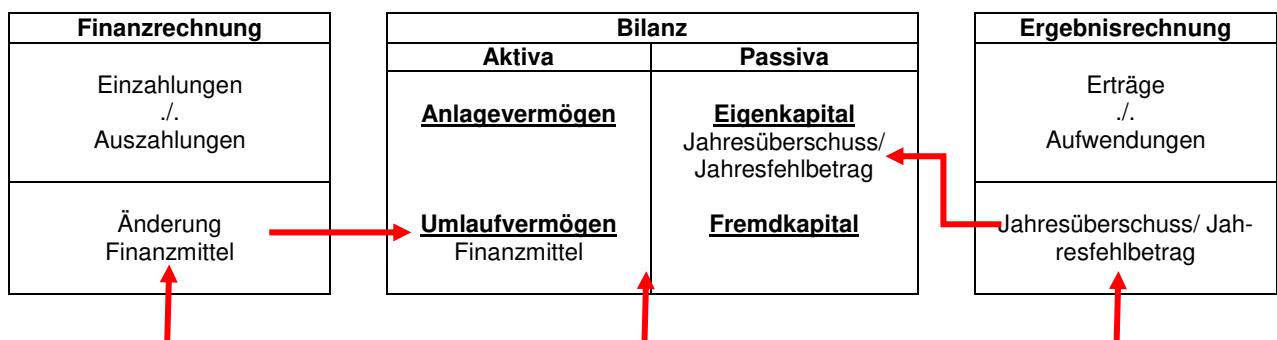 Finanzrechnung
Einzahlungen
./.
Auszahlungen
Änderung
Finanzmittel
Bilanz
Aktiva
Passiva
Anlagevermögen
Umlaufvermögen
Finanzmittel
Eigenkapital
Jahresüberschuss/
Jahresfehlbetrag
Fremdkapital
Ergebnisrechnung
Erträge
./.
Aufwendungen
Jahresüberschuss/ Jah-
resfehlbetrag